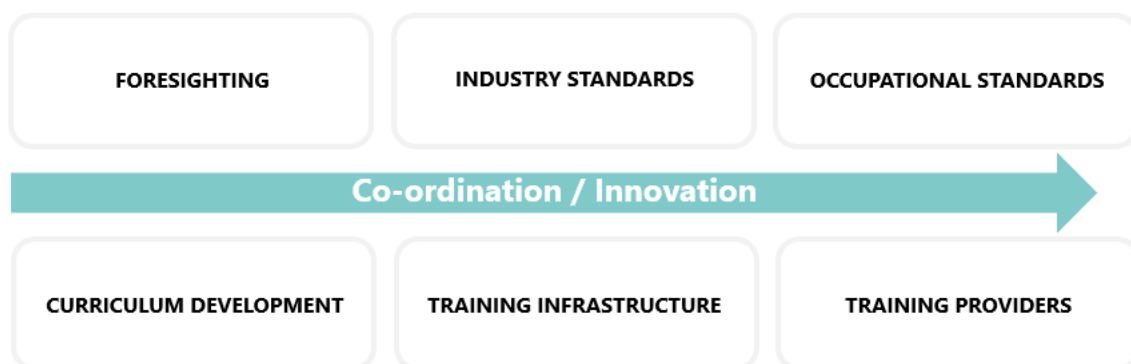 FORESIGHTING
INDUSTRY STANDARDS
OCCUPATIONAL STANDARDS
Co-ordination / Innovation
CURRICULUM DEVELOPMENT
TRAINING INFRASTRUCTURE
TRAINING PROVIDERS